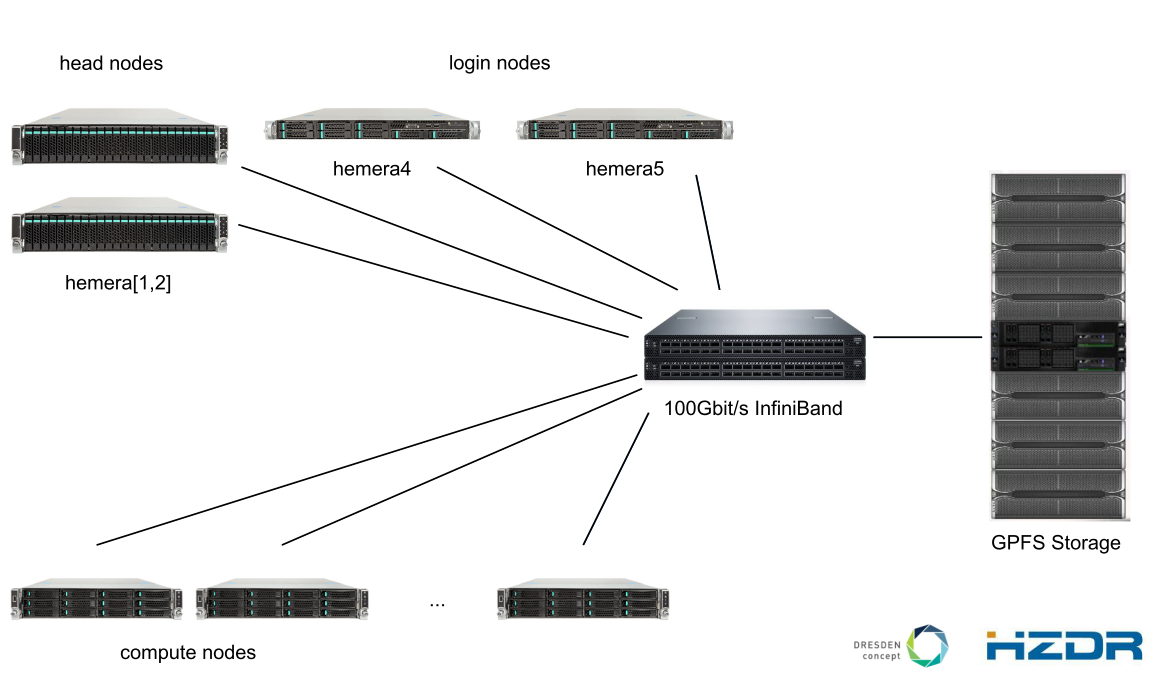 head nodes
login nodes
hemera4
hemera5
hemera[1,2]
100Gbit/s InfiniBand
GPFS Storage
...
compute nodes
DRESDEN
concept
HZDR